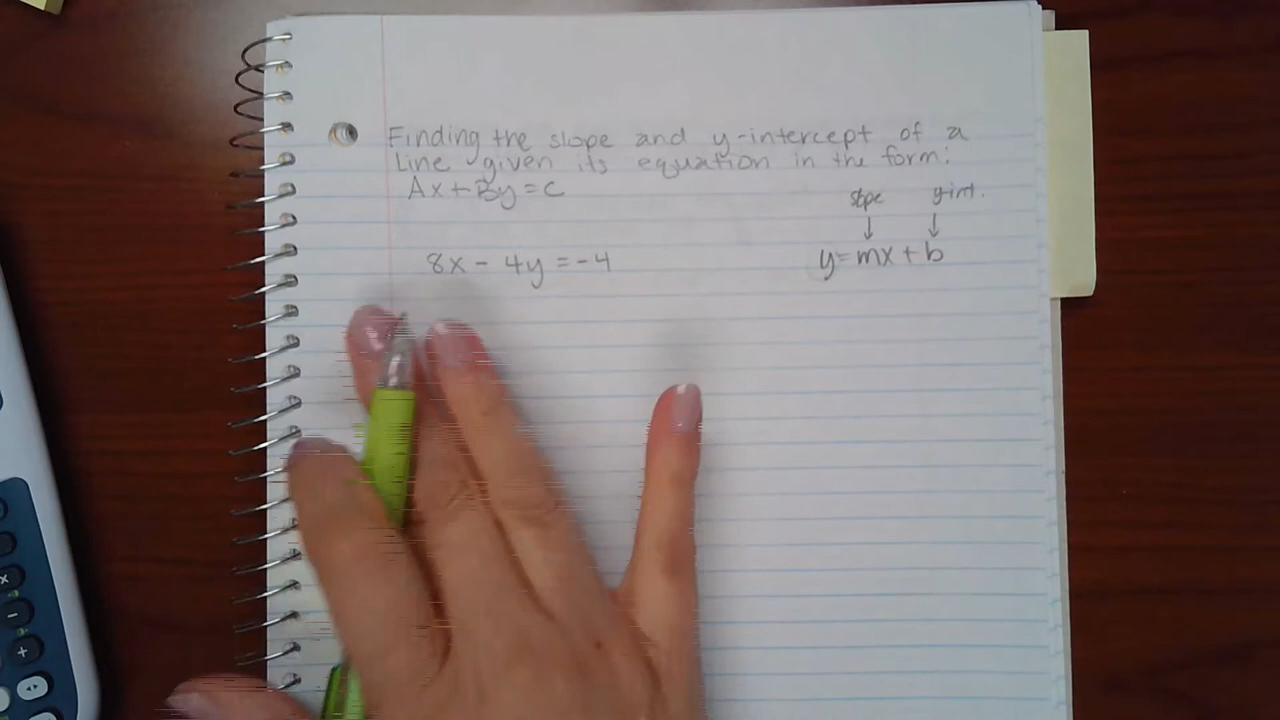 Finding the slope and y-intercept of a
line given its equation in the form:
Ax+By=C
slope y-int.
↓ ↓
8x - 4y = -4 y=mx+b
x
-
+